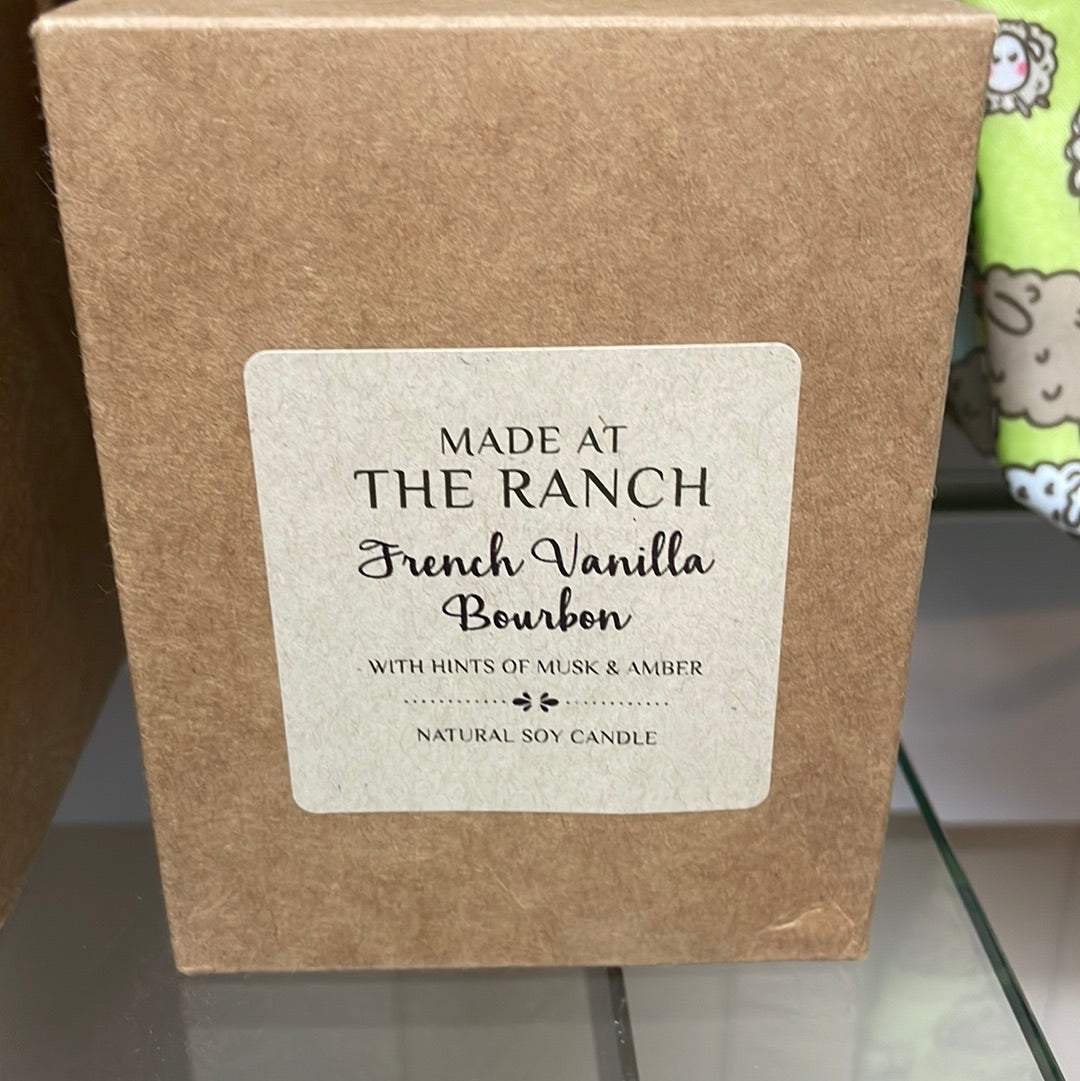 MADE AT
THE RANCH
French Vanilla
Bourbon
WITH HINTS OF MUSK & AMBER
NATURAL SOY CANDLE